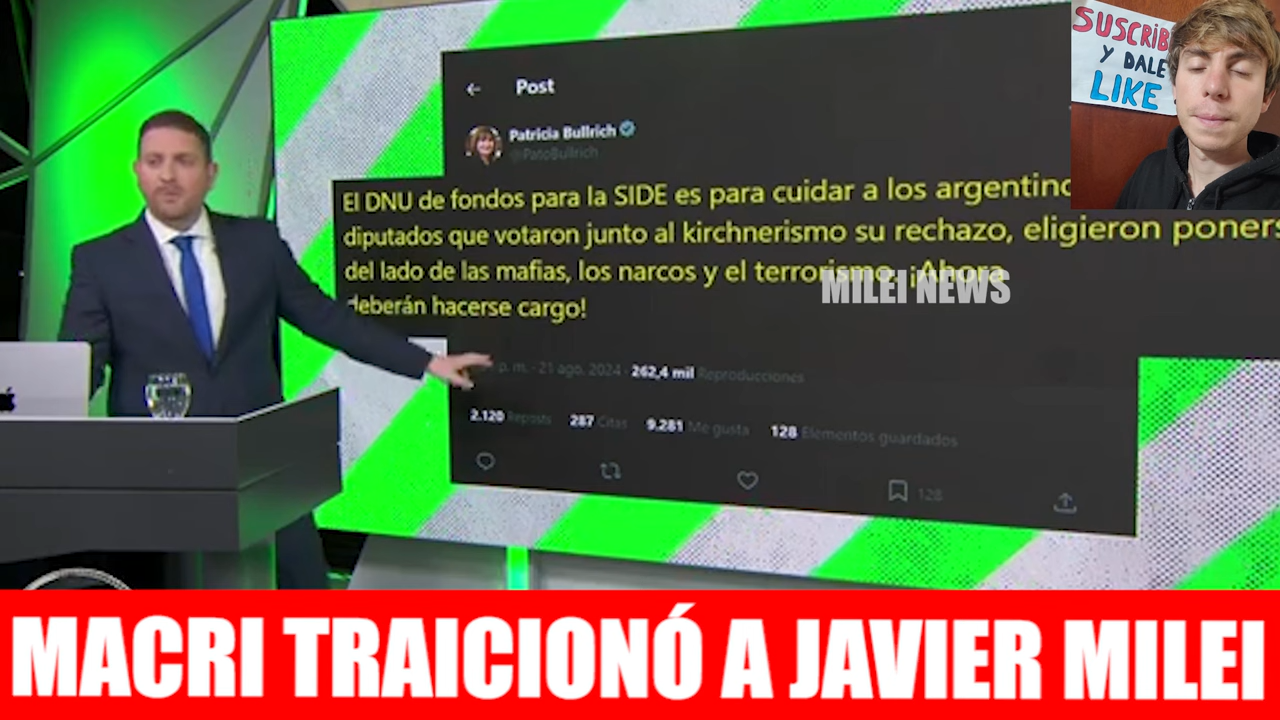 SUSCRIB
Y DALE
LIKE
Post
Patricia Bullrich
@PatoBullrich
El DNU de fondos para la SIDE es para cuidar a los argentino
diputados que votaron junto al kirchnerismo su rechazo, eligieron poners
del lado de las mafias, los narcos y el terrorismo. ¡Ahora
deberán hacerse cargo!
MILEI NEWS
p. m. · 21 ago. 2024 · 262,4 mil Reproducciones
2.120 Reposts 287 Citas 9.281 Me gusta 128 Elementos guardados
128
MACRI TRAICIONÓ A JAVIER MILEI